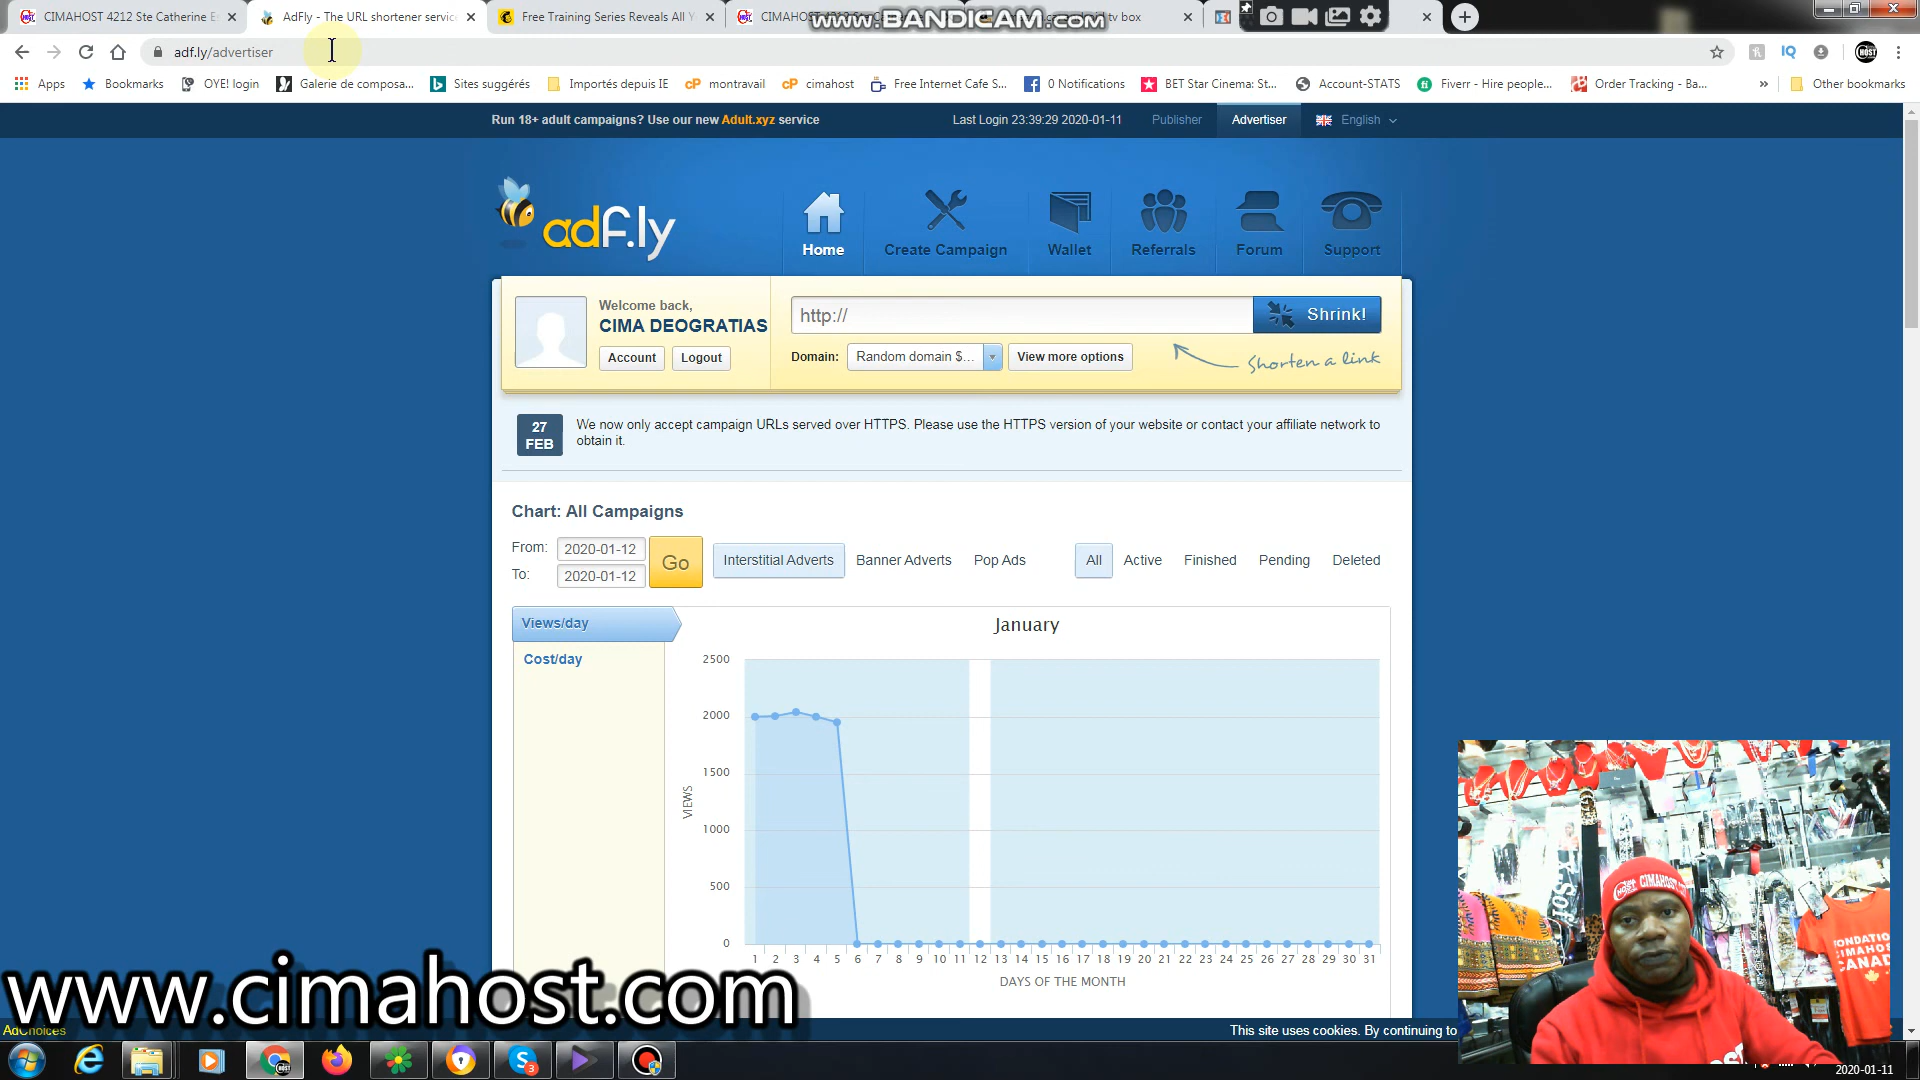 CIMAHOST 4212 Ste Catherine E
AdFly - The URL shortener servic
Free Training Series Reveals All Y
CIMAHOST 4212 Ste C
tv box
www.BANDICAM.com
adf.ly/advertiser
Apps
Bookmarks
OYE! login
Galerie de composa...
Sites suggérés
Importés depuis IE
montravail
cimahost
Free Internet Cafe S...
0 Notifications
BET Star Cinema: St...
Account-STATS
Fiverr - Hire people...
Order Tracking - Ba...
»
Other bookmarks
Run 18+ adult campaigns? Use our new Adult.xyz service
Last Login 23:39:29 2020-01-11
Publisher
Advertiser
English
adf.ly
Home
Create Campaign
Wallet
Referrals
Forum
Support
Welcome back,
CIMA DEOGRATIAS
Account
Logout
http://
Shrink!
Domain:
Random domain $...
View more options
Shorten a link
27
FEB
We now only accept campaign URLs served over HTTPS. Please use the HTTPS version of your website or contact your affiliate network to
obtain it.
Chart: All Campaigns
From:
2020-01-12
To:
2020-01-12
Go
Interstitial Adverts
Banner Adverts
Pop Ads
All
Active
Finished
Pending
Deleted
Views/day
Cost/day
January
2500
2000
1500
1000
500
0
VIEWS
1 2 3 4 5 6 7 8 9 10 11 12 13 14 15 16 17 18 19 20 21 22 23 24 25 26 27 28 29 30 31
DAYS OF THE MONTH
www.cimahost.com
AdChoices
This site uses cookies. By continuing to
CIMAHOST
FONDATION
CIMAHOST
CANADA
2020-01-11